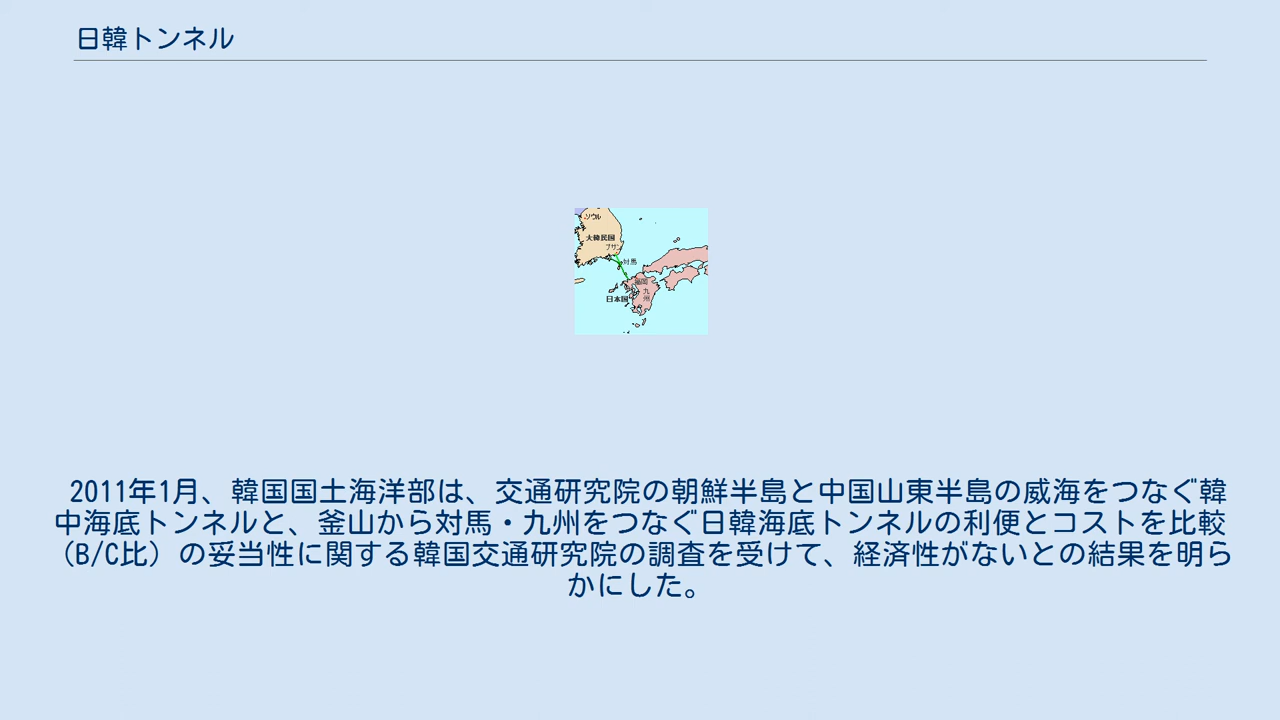 日韓トンネル
ソウル
大韓民国
プサン
対馬
福岡
九州
日本国
2011年1月、韓国国土海洋部は、交通研究院の朝鮮半島と中国山東半島の威海をつなぐ韓
中海底トンネルと、釜山から対馬・九州をつなぐ日韓海底トンネルの利便とコストを比較
（B/C比）の妥当性に関する韓国交通研究院の調査を受けて、経済性がないとの結果を明ら
かにした。